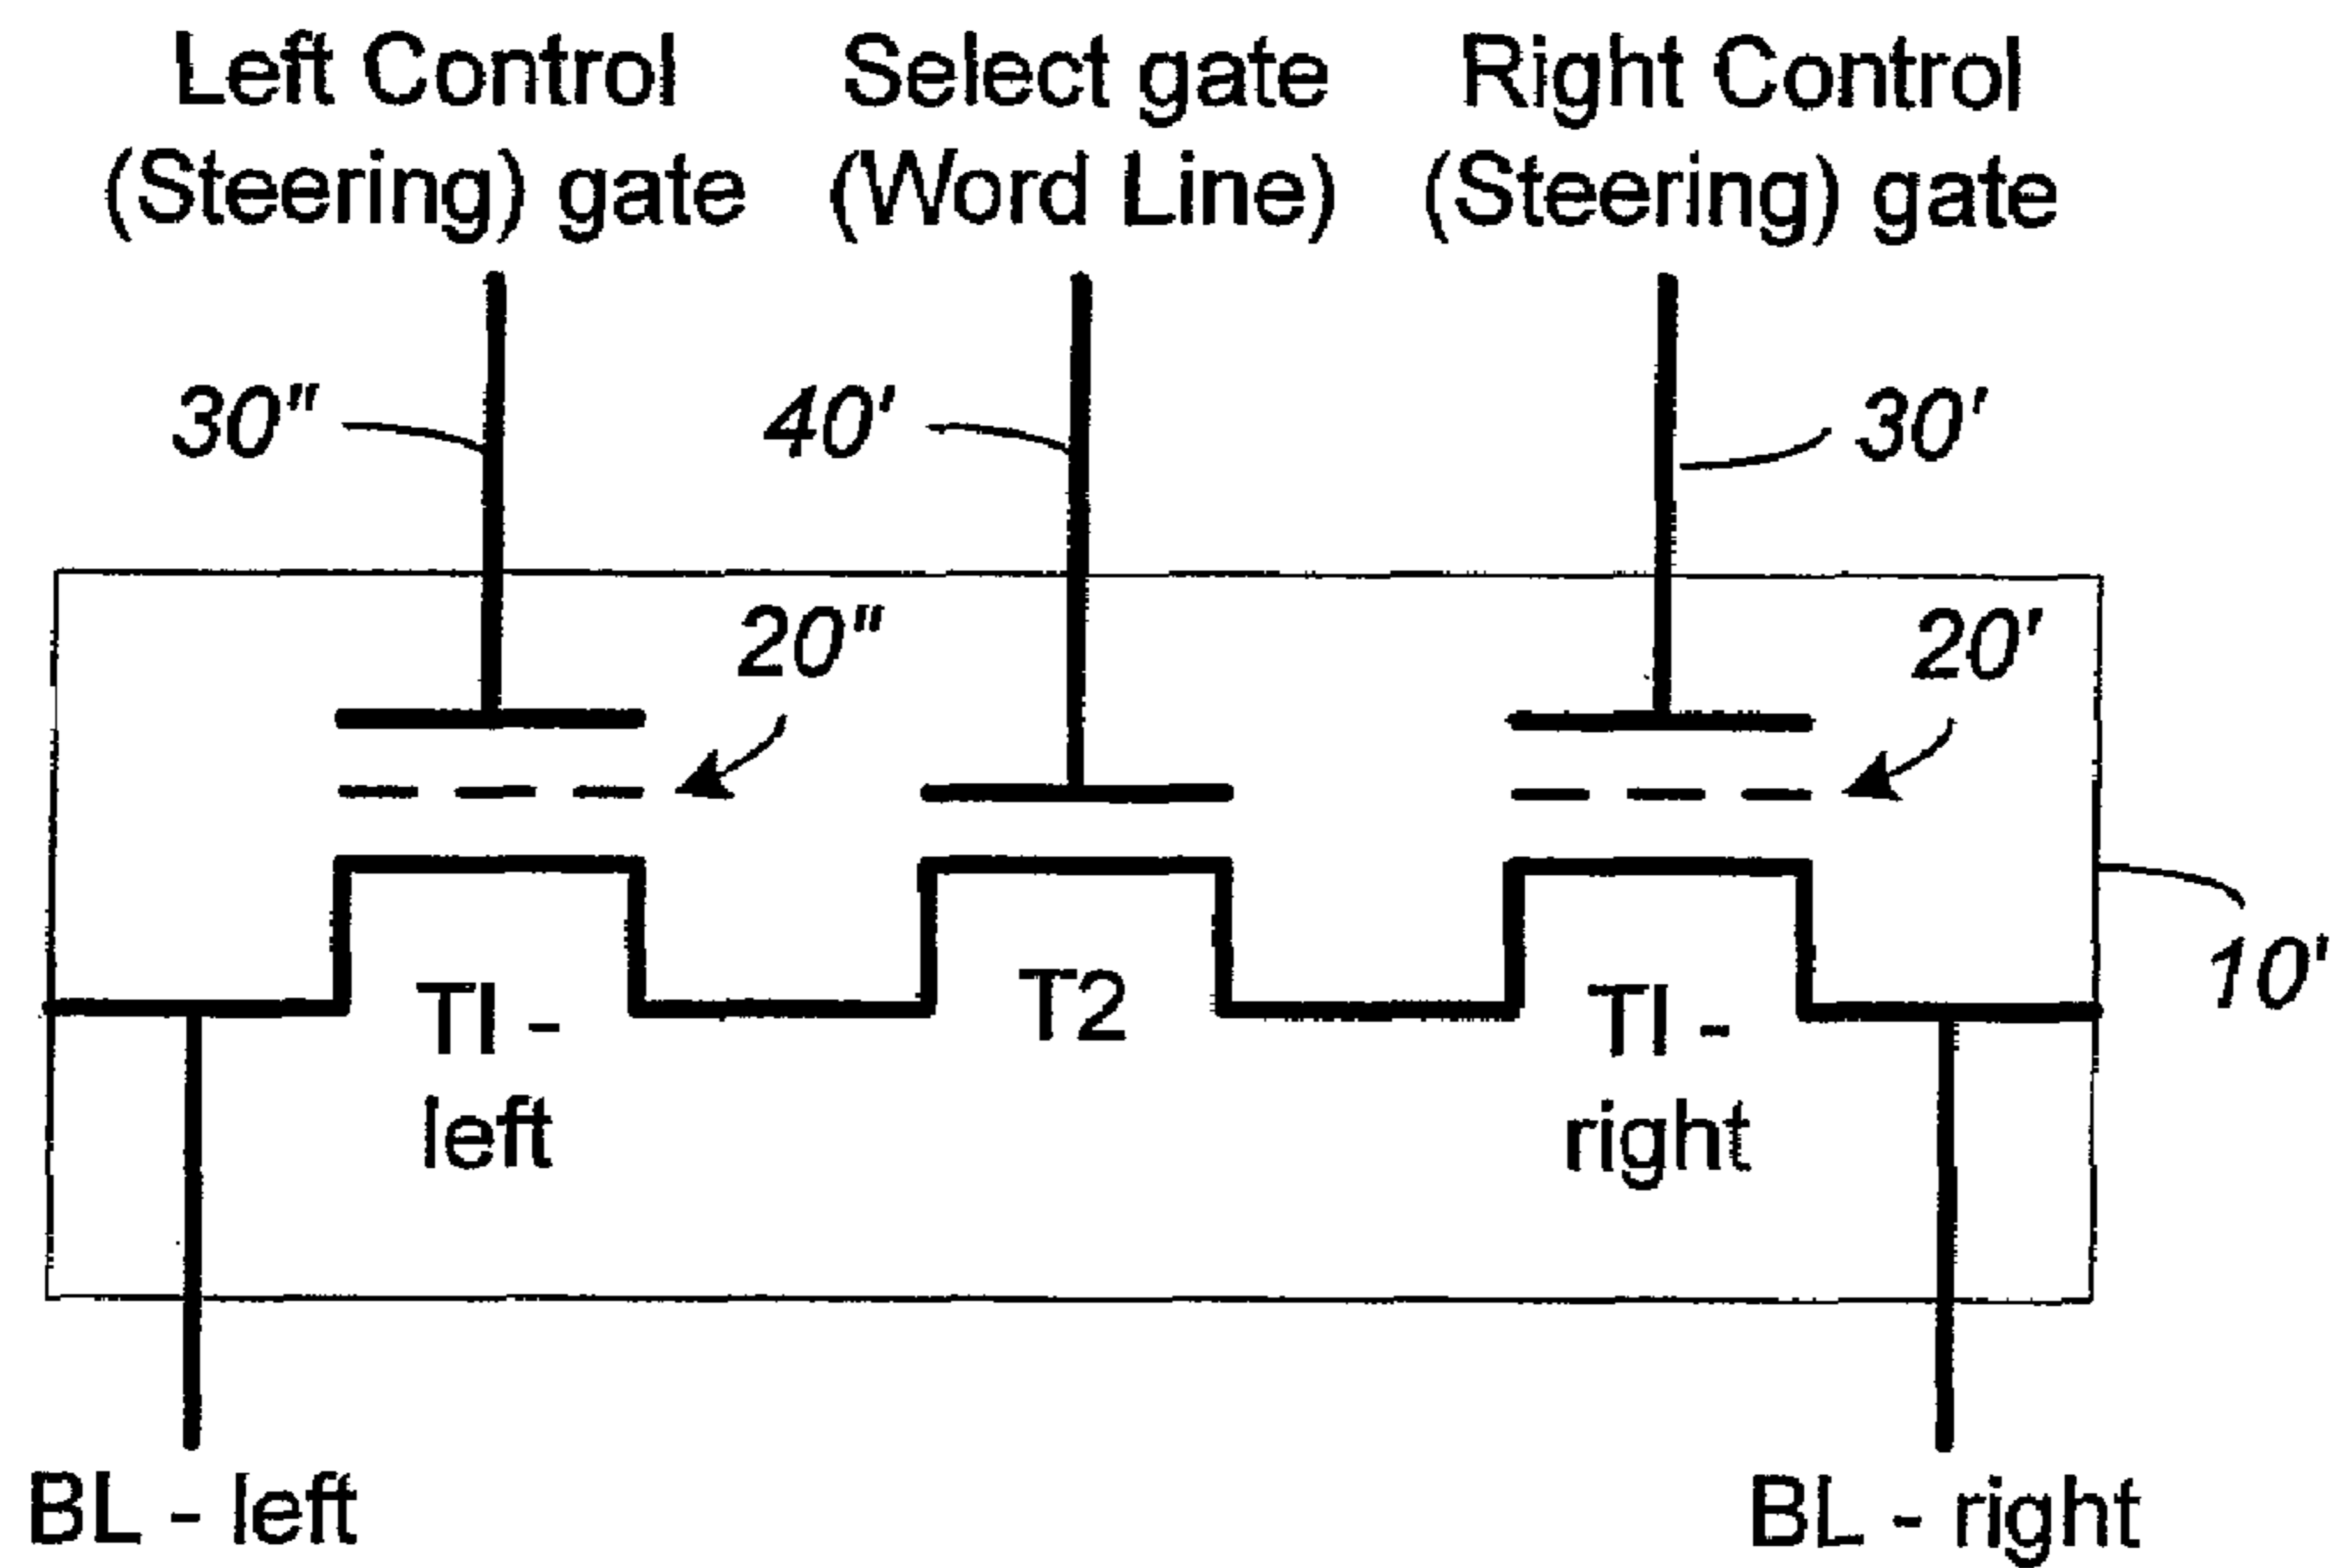 Left Control
(Steering) gate
Select gate
(Word Line)
Right Control
(Steering) gate
30"
40'
30'
20"
20'
10'
TI -
left
T2
TI -
right
BL - left
BL - right